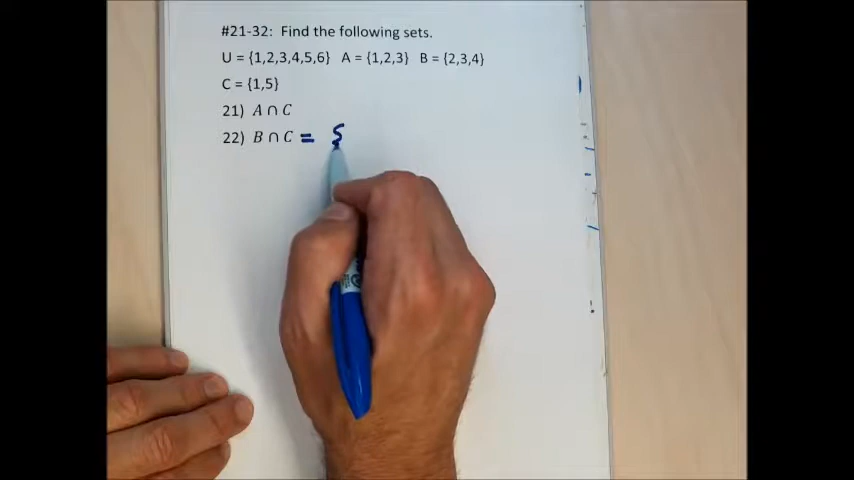 #21-32: Find the following sets.
U = {1,2,3,4,5,6} A = {1,2,3} B = {2,3,4}
C = {1,5}
21) A ∩ C
22) B ∩ C = {